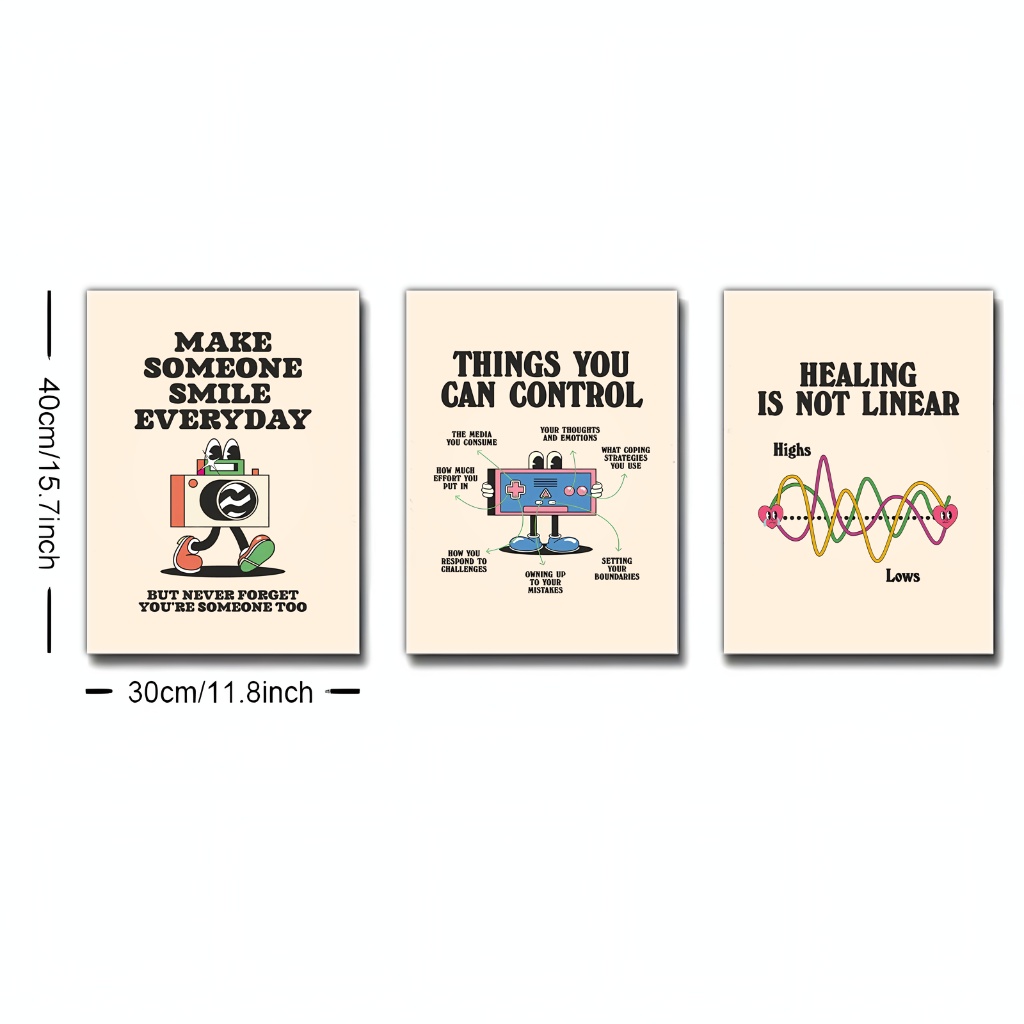 40cm/15.7inch
MAKE
SOMEONE
SMILE
EVERYDAY
BUT NEVER FORGET
YOU'RE SOMEONE TOO
30cm/11.8inch
THINGS YOU
CAN CONTROL
THE MEDIA
YOU CONSUME
YOUR THOUGHTS
AND EMOTIONS
WHAT COPING
STRATEGIES
YOU USE
HOW MUCH
EFFORT YOU
PUT IN
HOW YOU
RESPOND TO
CHALLENGES
OWNING UP
TO YOUR
MISTAKES
SETTING
YOUR
BOUNDARIES
HEALING
IS NOT LINEAR
Highs
Lows